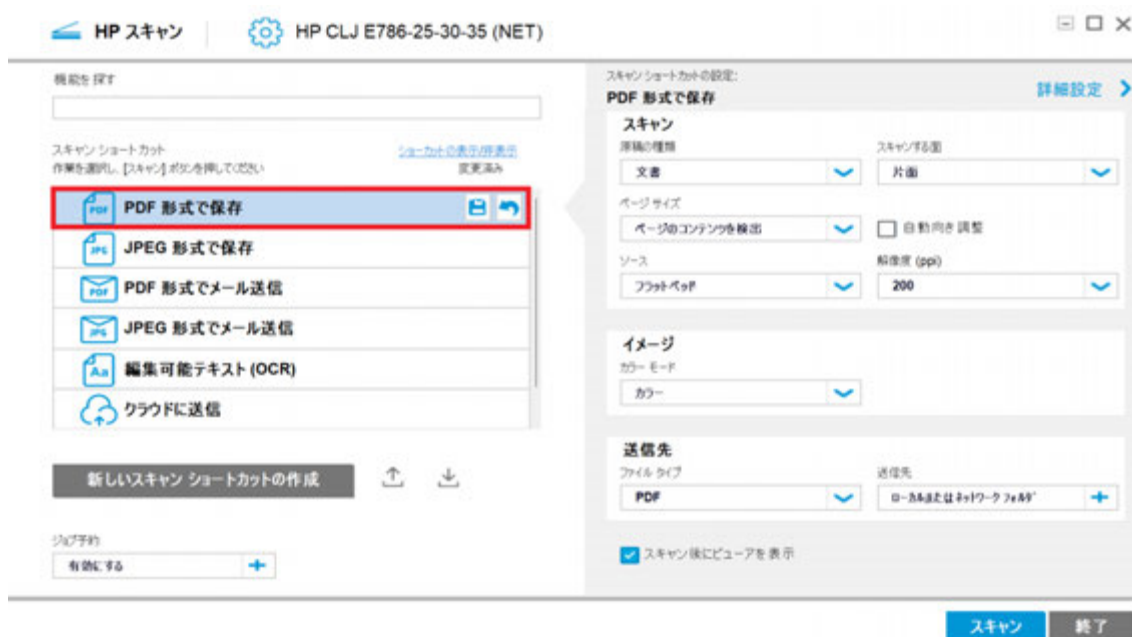 HP スキャン
HP CLJ E786-25-30-35 (NET)
機能を探す
スキャン ショートカット
ショーカットの表示/非表示
作業を選択し、[スキャン] ボタンを押してください
変更済み
PDF 形式で保存
JPEG 形式で保存
PDF 形式でメール送信
JPEG 形式でメール送信
編集可能テキスト (OCR)
クラウドに送信
新しいスキャン ショートカットの作成
ジョブ予約
有効にする
スキャン ショートカットの設定:
PDF 形式で保存
詳細設定
スキャン
原稿の種類
スキャンする面
文書
片面
ページ サイズ
ページのコンテンツを検出
自動向き調整
ソース
解像度 (ppi)
フラットベッド
200
イメージ
カラー モード
カラー
送信先
ファイル タイプ
送信先
PDF
ローカルまたはネットワーク フォルダ
スキャン後にビューアを表示
スキャン
終了